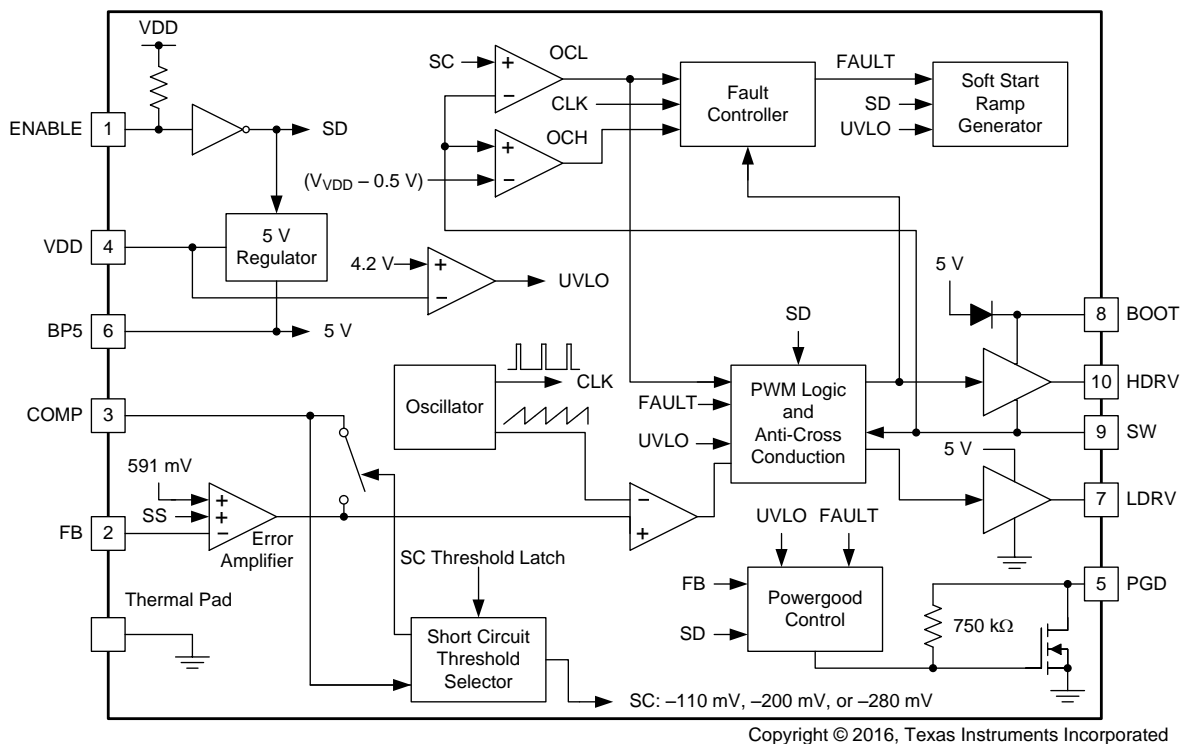 VDD
ENABLE
1
SD
SC
+
−
OCL
CLK
+
−
OCH
(VVDD – 0.5 V)
Fault
Controller
FAULT
SD
UVLO
Soft Start
Ramp
Generator
VDD
4
5 V
Regulator
4.2 V
+
−
UVLO
BP5
6
5 V
5 V
8
BOOT
COMP
3
Oscillator
CLK
SD
FAULT
UVLO
PWM Logic
and
Anti-Cross
Conduction
10
HDRV
9
SW
5 V
7
LDRV
591 mV
SS
+
+
−
FB
2
Error
Amplifier
−
+
SC Threshold Latch
UVLO
FAULT
FB
SD
Powergood
Control
5
PGD
750 kΩ
Thermal Pad
Short Circuit
Threshold
Selector
SC: –110 mV, –200 mV, or –280 mV
Copyright © 2016, Texas Instruments Incorporated